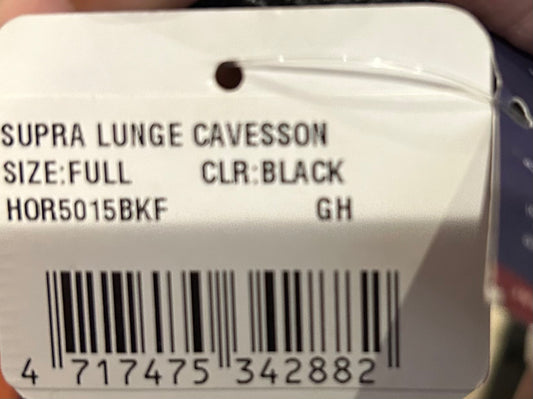 SUPRA LUNGE CAVESSON
SIZE:FULL CLR:BLACK
HOR5015BKF GH
4 717475 342882